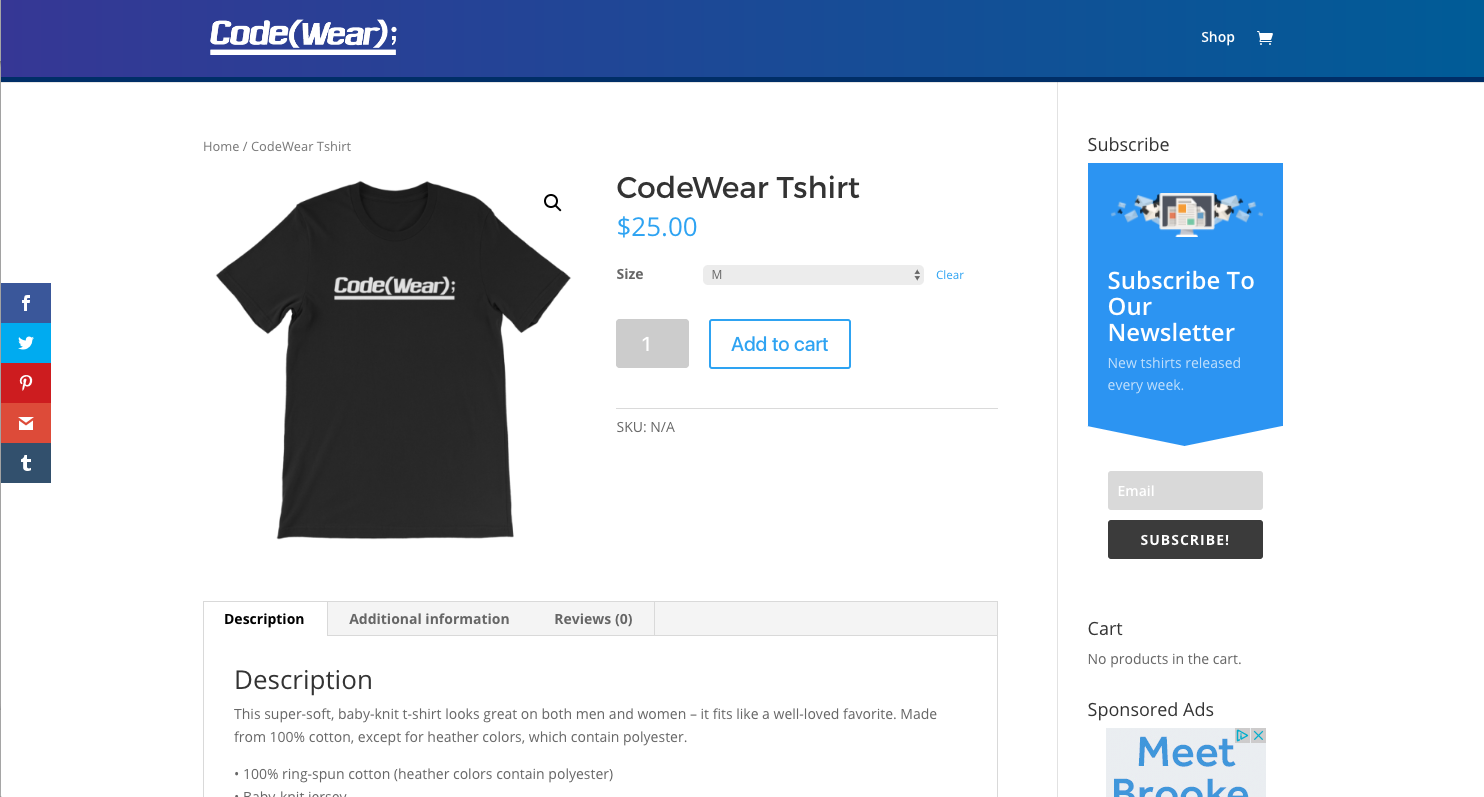 Code(Wear);
Shop
Home / CodeWear Tshirt
Code(Wear);
CodeWear Tshirt
$25.00
Size
M
Clear
1
Add to cart
SKU: N/A
f
t
Description
Additional information
Reviews (0)
Description
This super-soft, baby-knit t-shirt looks great on both men and women – it fits like a well-loved favorite. Made
from 100% cotton, except for heather colors, which contain polyester.
• 100% ring-spun cotton (heather colors contain polyester)
• Baby-knit jersey
Subscribe
Subscribe To
Our
Newsletter
New tshirts released
every week.
Email
SUBSCRIBE!
Cart
No products in the cart.
Sponsored Ads
Meet
Brooke